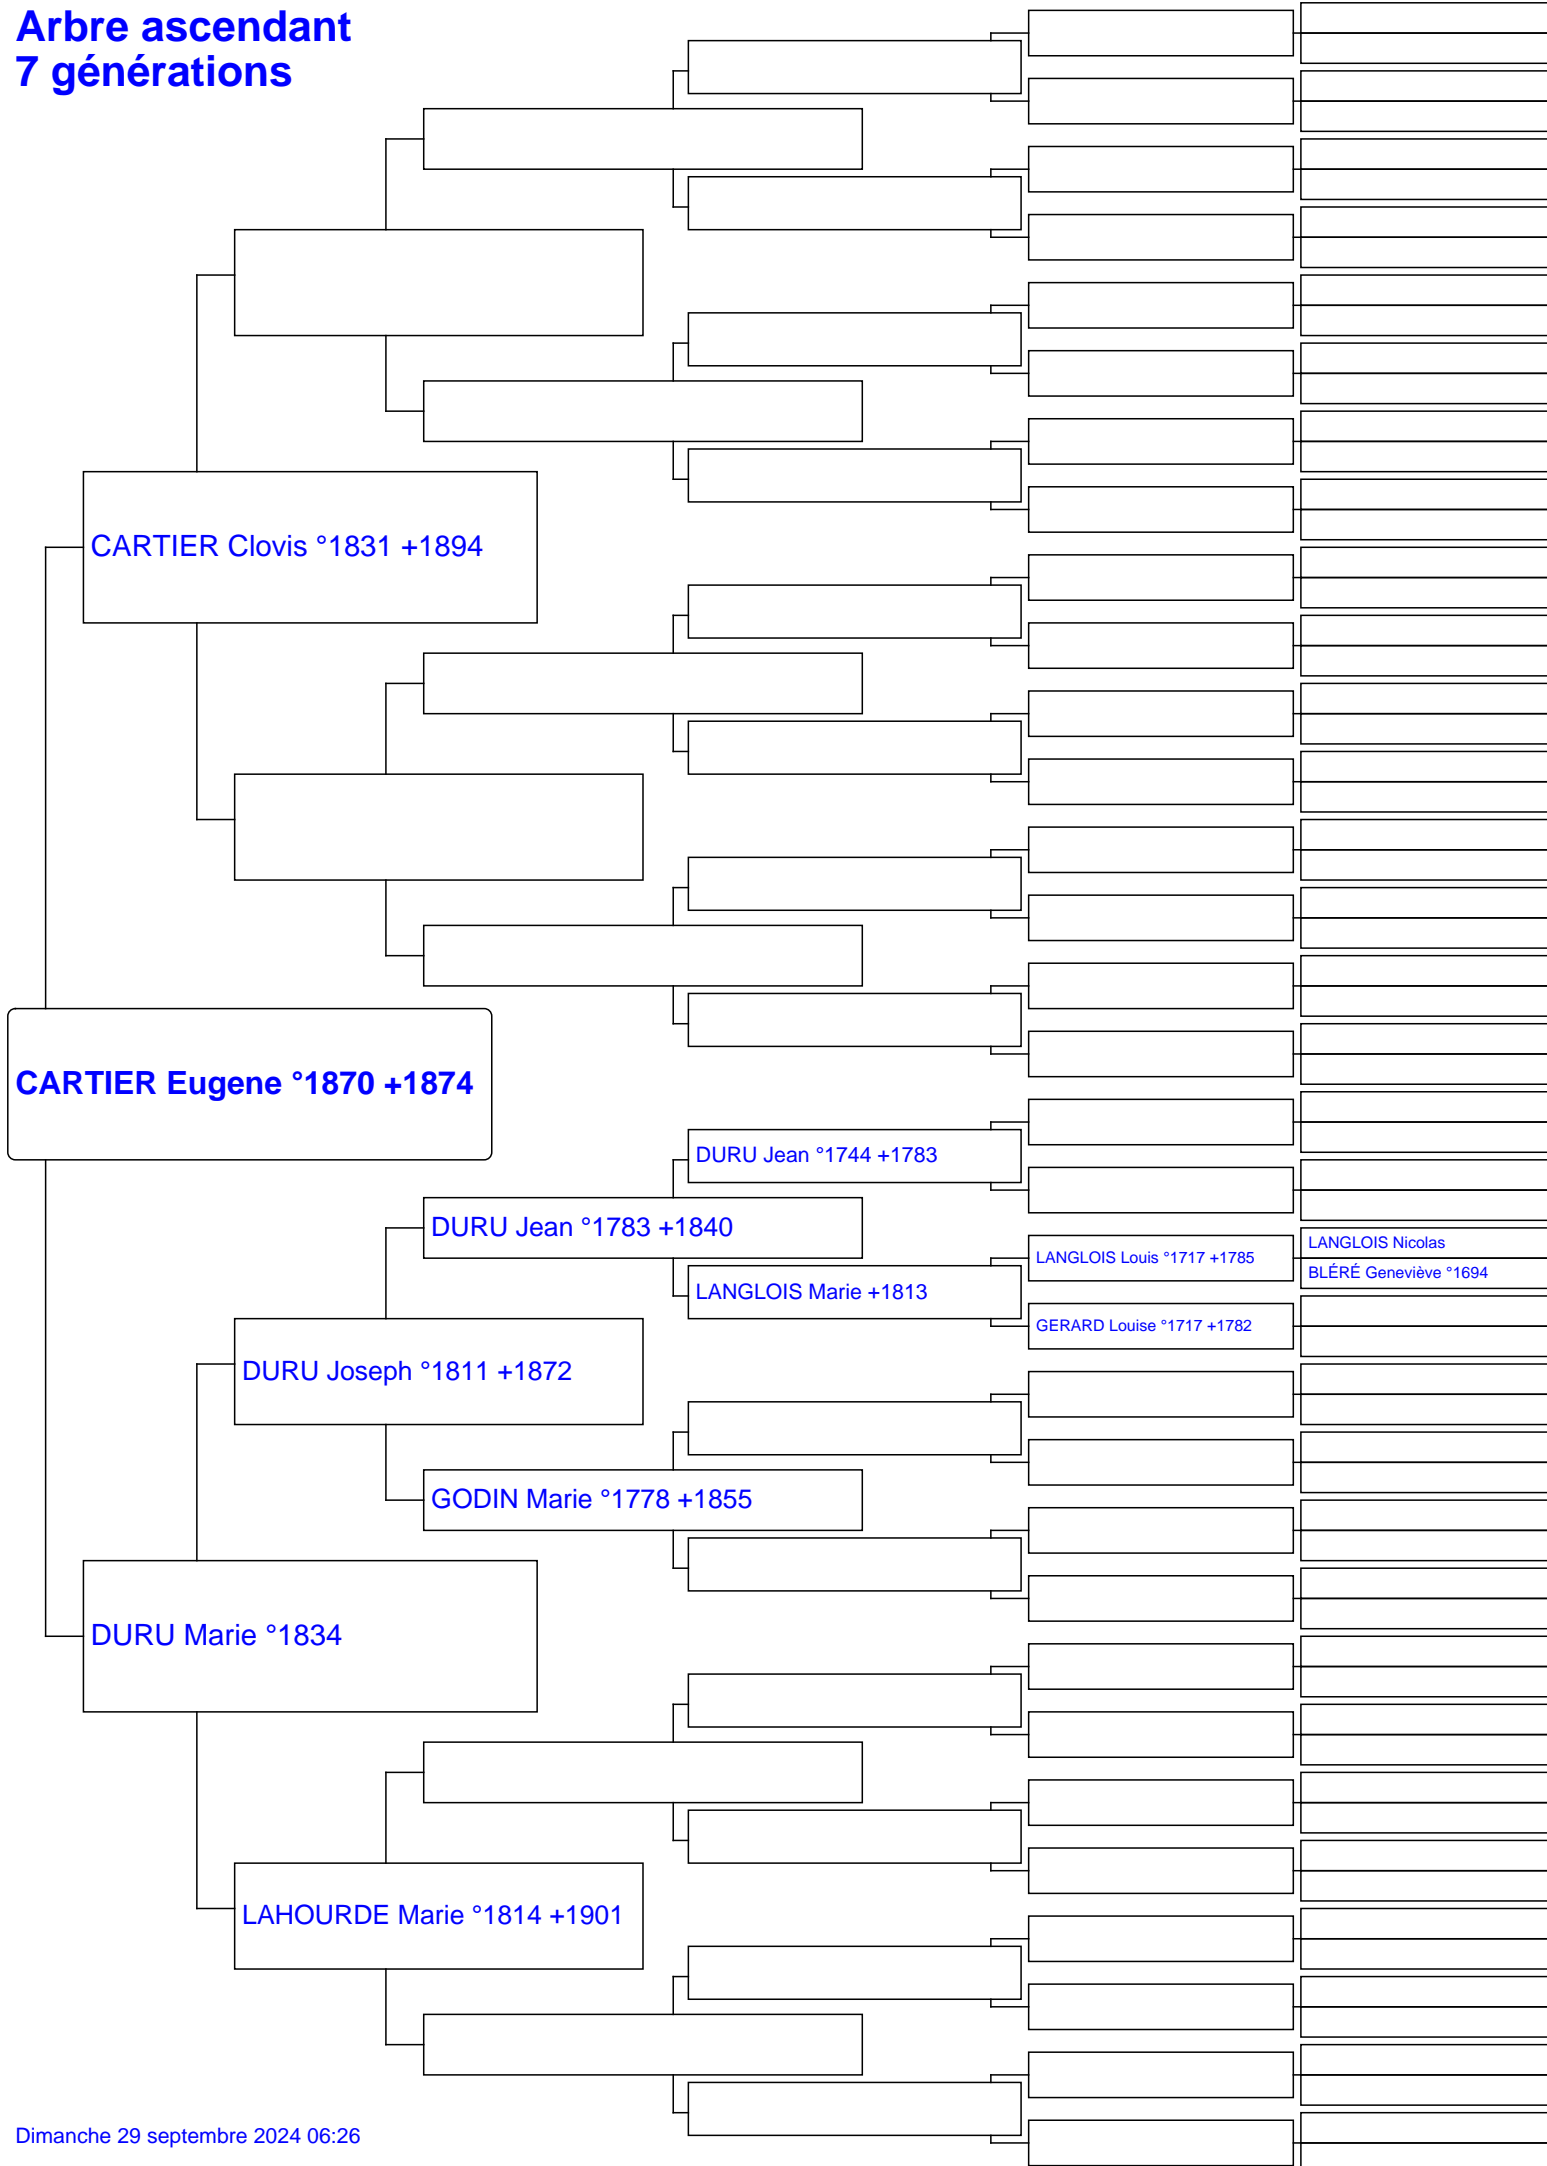 Arbre ascendant
7 générations
CARTIER Clovis °1831 +1894
CARTIER Eugene °1870 +1874
DURU Jean °1744 +1783
DURU Jean °1783 +1840
LANGLOIS Nicolas
LANGLOIS Louis °1717 +1785
BLÉRÉ Geneviève °1694
LANGLOIS Marie +1813
GERARD Louise °1717 +1782
DURU Joseph °1811 +1872
GODIN Marie °1778 +1855
DURU Marie °1834
LAHOURDE Marie °1814 +1901
Dimanche 29 septembre 2024 06:26